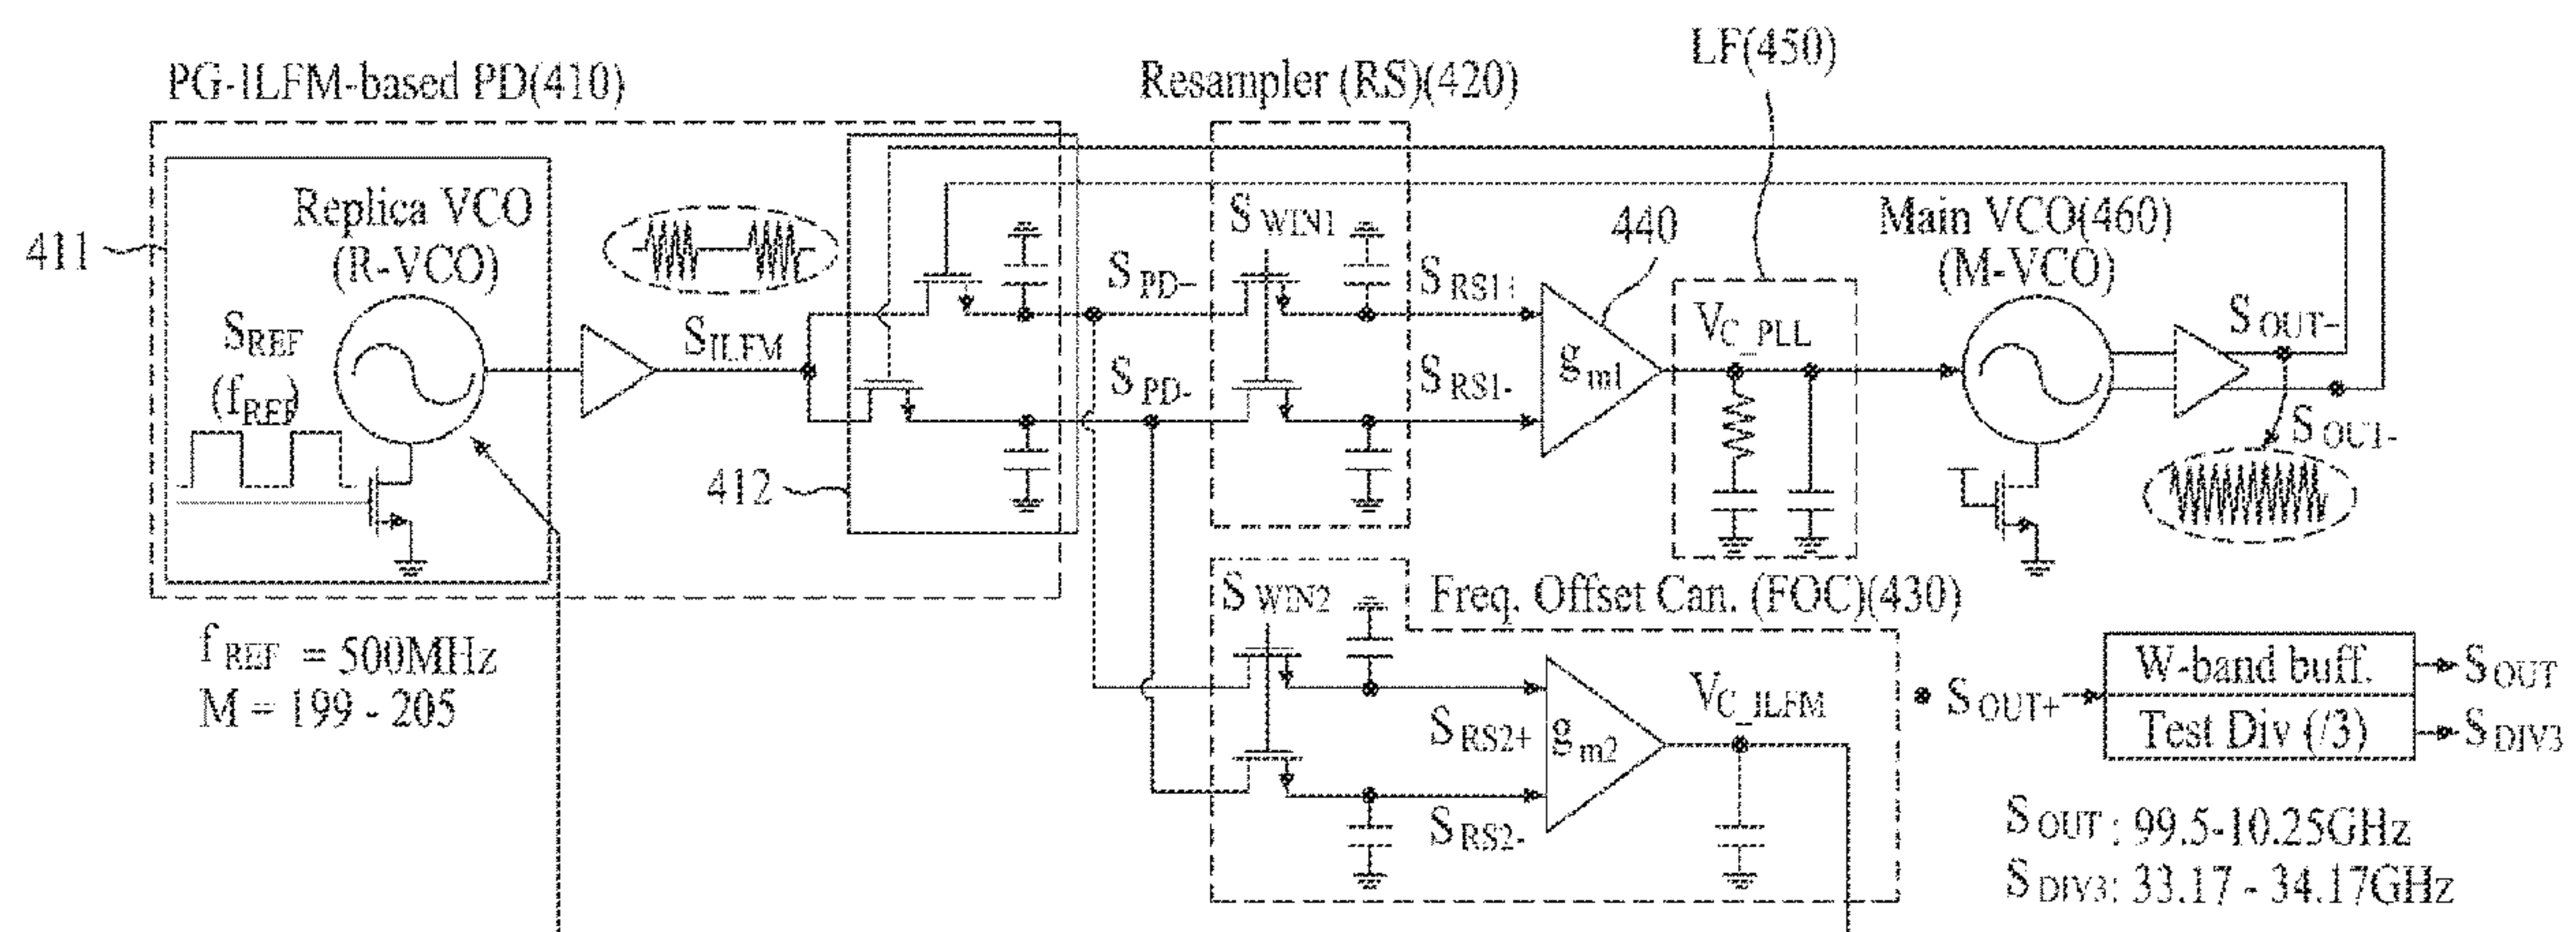 LF(450)
PG-ILFM-based PD(410)
Resampler (RS)(420)
Replica VCO
(R-VCO)
411
S REF
(f REF)
S ILFM
412
S PD-
S PD-
S WIN1
S RS1+
S RS1-
440
g m1
V C_PLL
Main VCO(460)
(M-VCO)
S OUT-
S OUT-
f REF = 500MHz
M = 199 - 205
S WIN2
Freq. Offset Can. (FOC)(430)
S RS2+
S RS2-
g m2
V C_ILFM
S OUT+
W-band buff.
Test Div (/3)
S OUT
S DIV3
S OUT : 99.5-10.25GHz
S DIV3: 33.17 - 34.17GHz